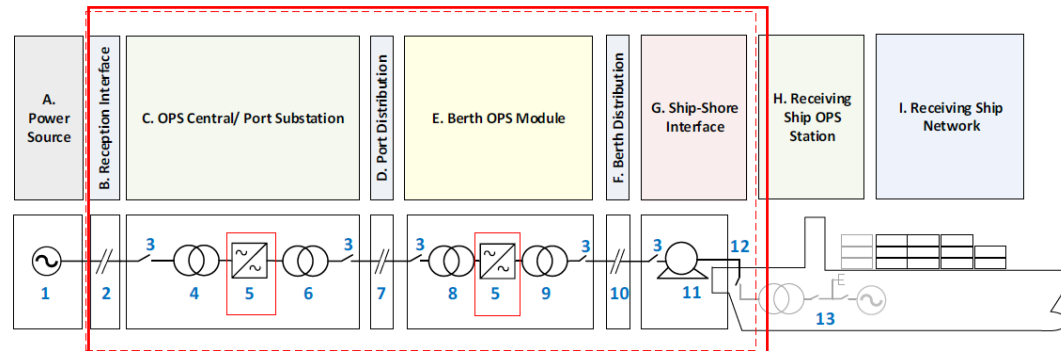 A.
Power
Source
B. Reception Interface
C. OPS Central/ Port Substation
D. Port Distribution
E. Berth OPS Module
F. Berth Distribution
G. Ship-Shore
Interface
H. Receiving
Ship OPS
Station
I. Receiving Ship
Network
3 3 3 3 3 12
E
1 2 4 5 6 7 8 5 9 10 11 13